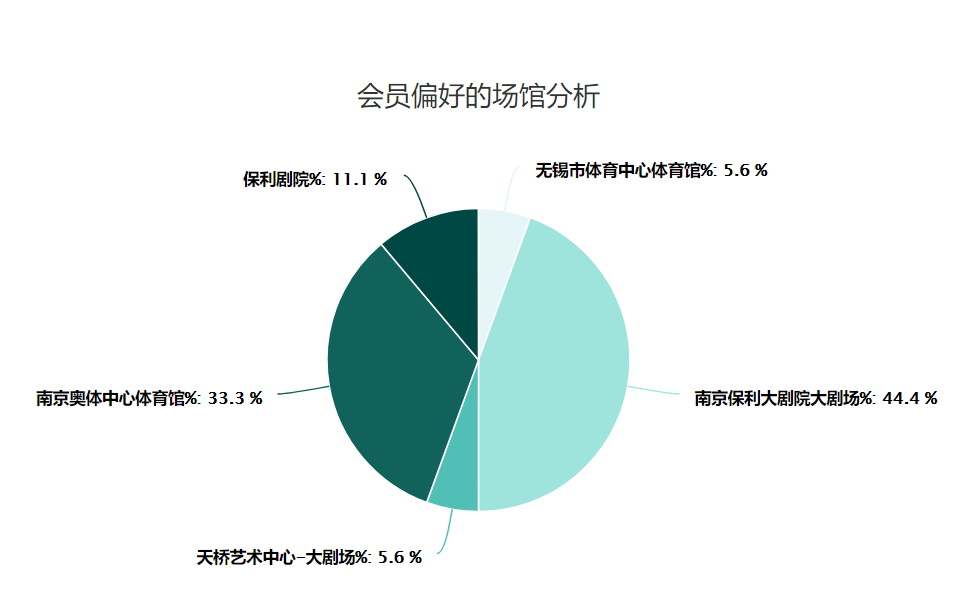 会员偏好的场馆分析
无锡市体育中心体育馆%: 5.6 %
保利剧院%: 11.1 %
南京奥体中心体育馆%: 33.3 %
南京保利大剧院大剧场%: 44.4 %
天桥艺术中心-大剧场%: 5.6 %